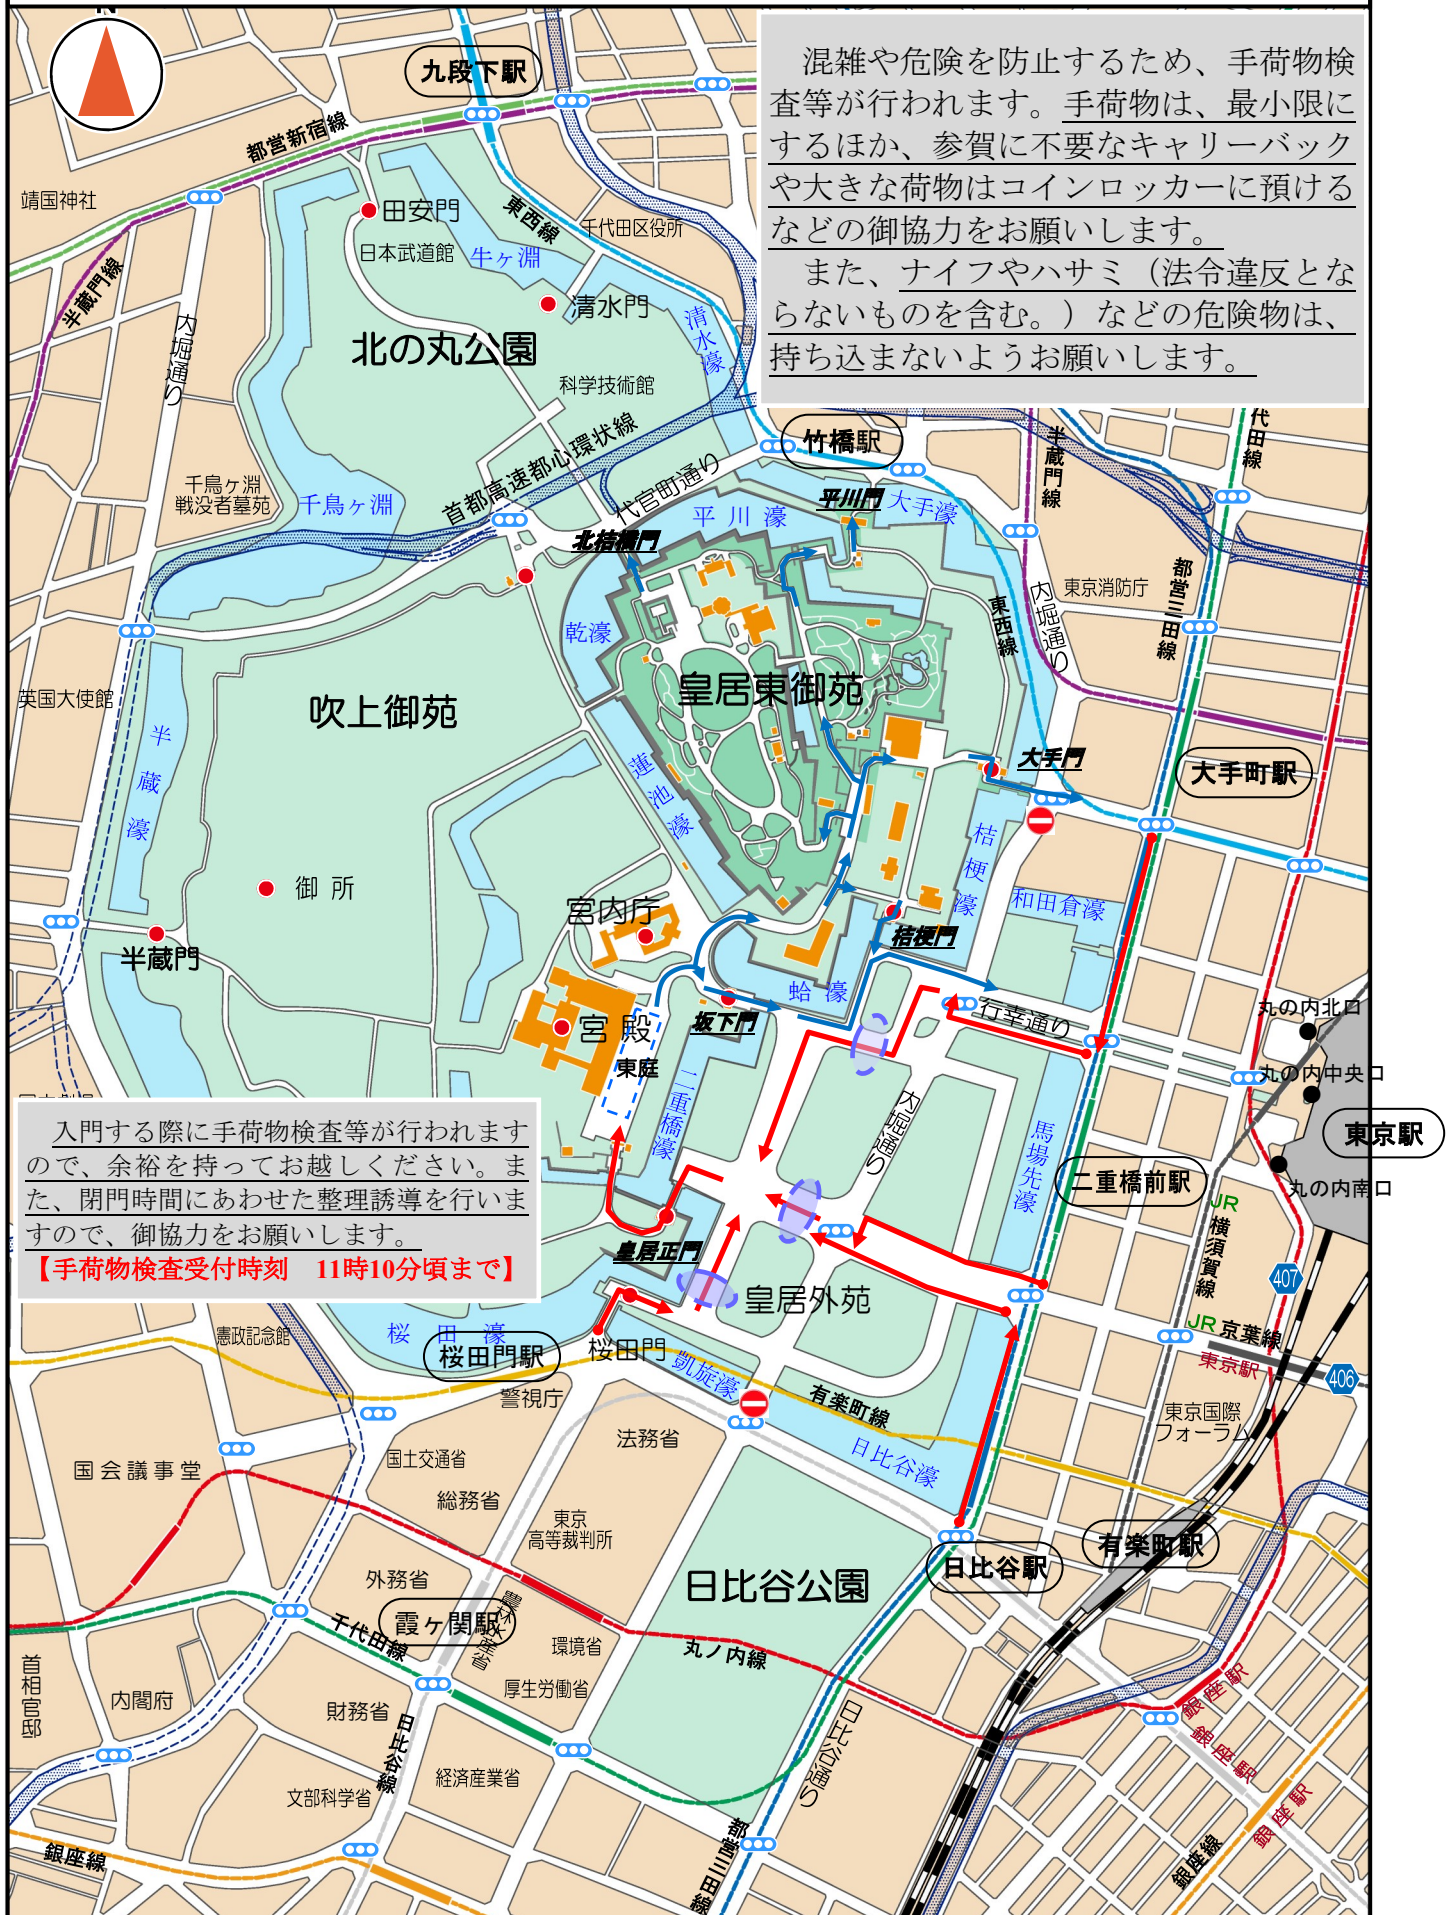 N
混雑や危険を防止するため、手荷物検
査等が行われます。手荷物は、最小限に
するほか、参賀に不要なキャリーバック
や大きな荷物はコインロッカーに預ける
などの御協力をお願いします。
また、ナイフやハサミ（法令違反とな
らないものを含む。）などの危険物は、
持ち込まないようお願いします。
九段下駅
都営新宿線
靖国神社
田安門
日本武道館
牛ヶ淵
東西線
千代田区役所
半蔵門線
内堀通り
清水門
清水濠
北の丸公園
科学技術館
竹橋駅
半蔵門線
代田線
千鳥ヶ淵
戦没者墓苑
千鳥ヶ淵
首都高速都心環状線
代官町通り
平川濠
平川門
大手濠
北桔橋門
都営三田線
東京消防庁
内堀通り
東西線
乾濠
英国大使館
吹上御苑
皇居東御苑
半蔵濠
蓮池濠
大手門
大手町駅
桔梗濠
和田倉濠
御所
宮内庁
半蔵門
桔梗門
蛤濠
坂下門
行幸通り
宮殿
東庭
二重橋濠
内堀通り
丸の内北口
丸の内中央口
東京駅
丸の内南口
馬場先濠
二重橋前駅
入門する際に手荷物検査等が行われます
ので、余裕を持ってお越しください。ま
た、閉門時間にあわせた整理誘導を行いま
すので、御協力をお願いします。
【手荷物検査受付時刻　11時10分頃まで】
皇居正門
皇居外苑
JR
横須賀線
407
JR京葉線
東京駅
406
憲政記念館
桜田濠
桜田門駅
桜田門
凱旋濠
有楽町線
警視庁
法務省
日比谷濠
東京国際
フォーラム
国会議事堂
国土交通省
総務省
東京
高等裁判所
有楽町駅
日比谷駅
日比谷公園
外務省
霞ヶ関駅
千代田線
農林水産省
環境省
丸ノ内線
首相官邸
内閣府
財務省
厚生労働省
日比谷線
経済産業省
文部科学省
日比谷通り
銀座駅
銀座駅
銀座駅
銀座線
都営三田線
銀座線